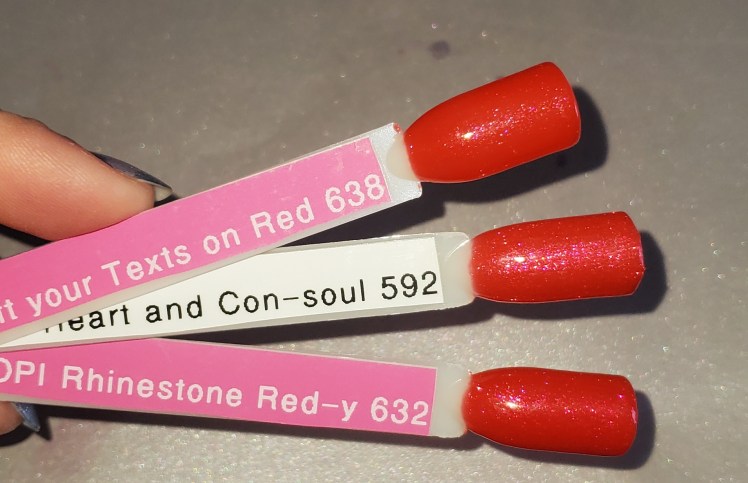 your Texts on Red 638
Heart and Con-soul 592
OPI Rhinestone Red-y 632